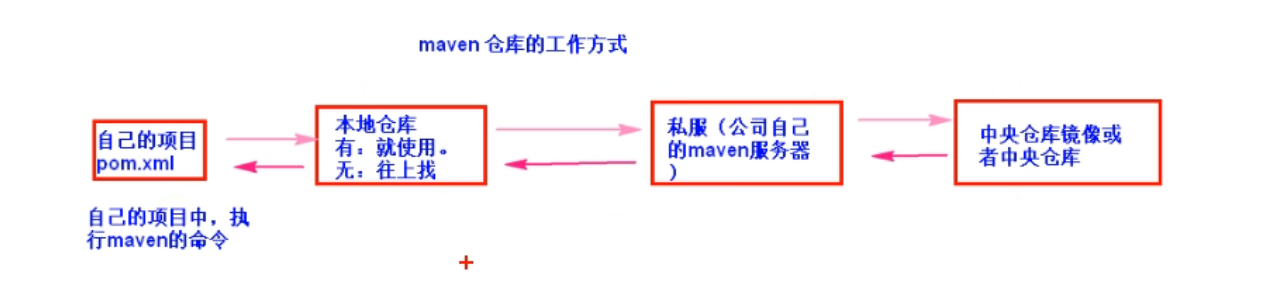 maven 仓库的工作方式
自己的项目
pom.xml
本地仓库
有：就使用。
无：往上找
私服（公司自己
的maven服务器
）
中央仓库镜像或
者中央仓库
自己的项目中，执
行maven的命令